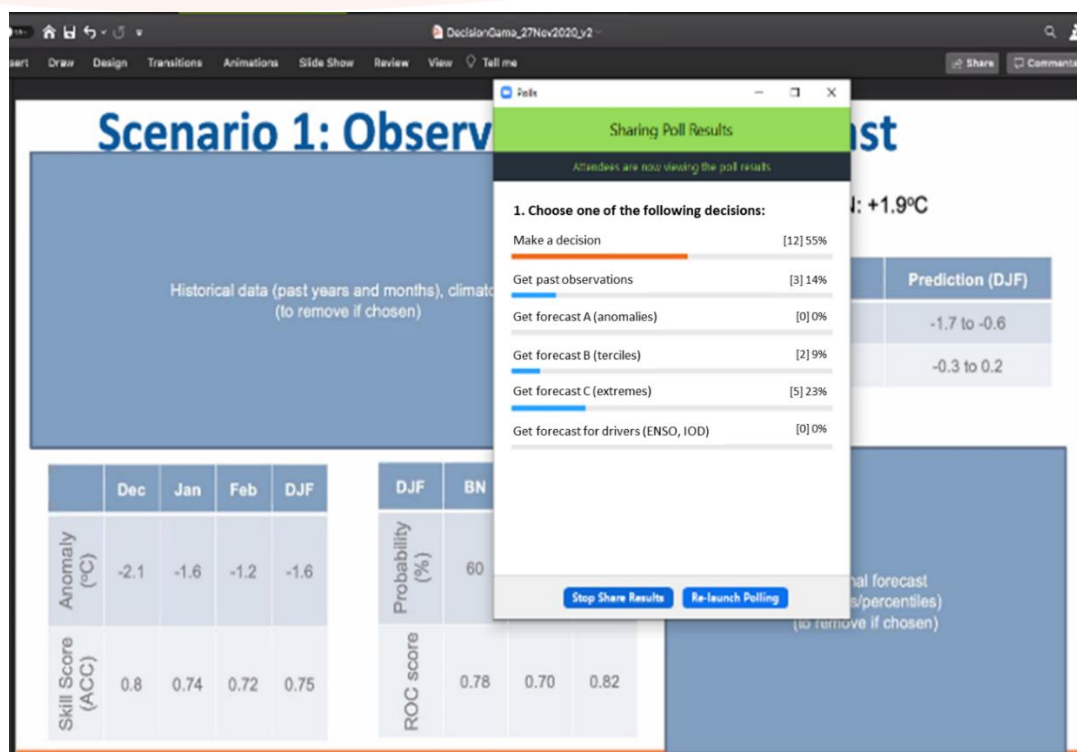 DecisionGame_27Nov2020_v2
Draw Design Transitions Animations Slide Show Review View Tell me Share Comments
Polls
Sharing Poll Results
Attendees are now viewing the poll results
1. Choose one of the following decisions:
Make a decision [12] 55%
Get past observations [3] 14%
Get forecast A (anomalies) [0] 0%
Get forecast B (terciles) [2] 9%
Get forecast C (extremes) [5] 23%
Get forecast for drivers (ENSO, IOD) [0] 0%
Stop Share Results Re-launch Polling
Scenario 1: Observ
ast
+1.9°C
Historical data (past years and months), climato
(to remove if chosen)
Prediction (DJF)
-1.7 to -0.6
-0.3 to 0.2
Dec Jan Feb DJF
Anomaly (°C) -2.1 -1.6 -1.2 -1.6
Skill Score (ACC) 0.8 0.74 0.72 0.75
DJF BN
Probability (%) 60
ROC score 0.78 0.70 0.82
nal forecast
s/percentiles)
(to remove if chosen)